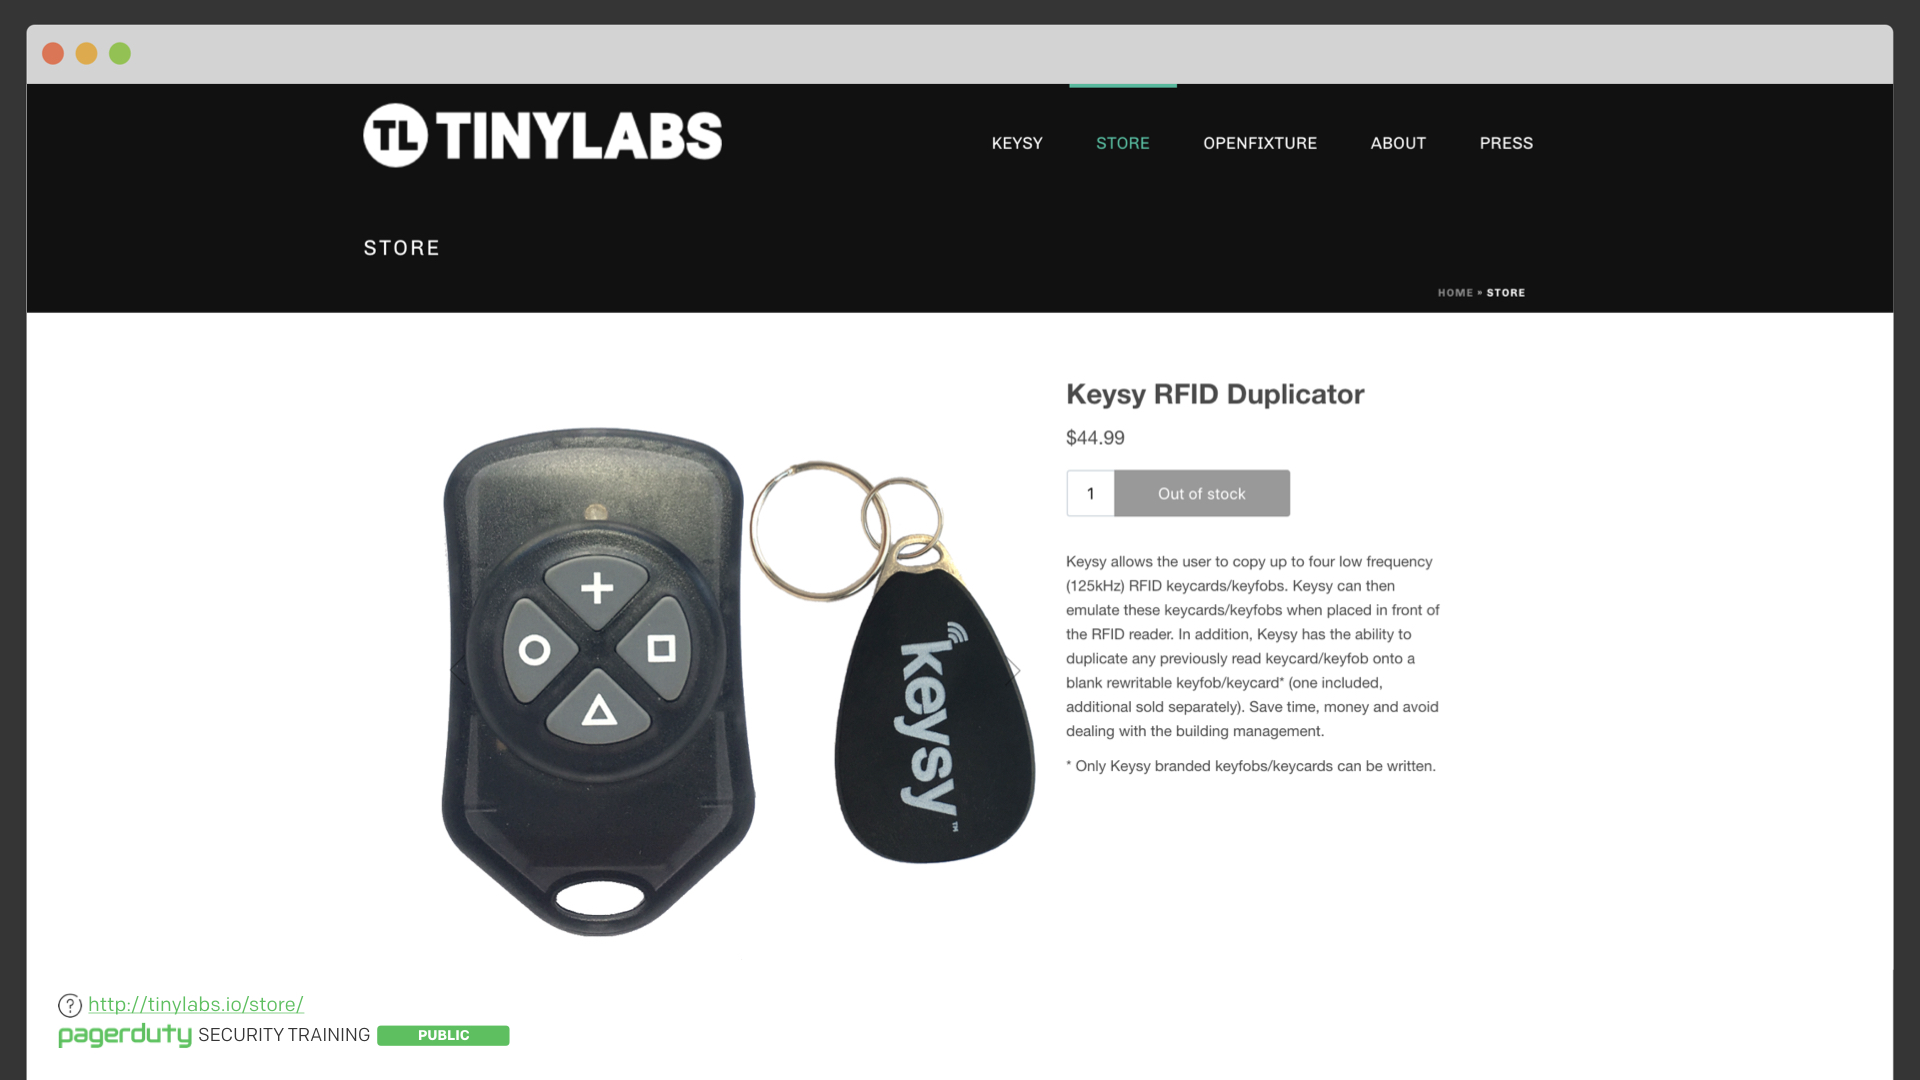 TL TINYLABS
KEYSY STORE OPENFIXTURE ABOUT PRESS
STORE
HOME » STORE
Keysy RFID Duplicator
$44.99
1 Out of stock
Keysy allows the user to copy up to four low frequency
(125kHz) RFID keycards/keyfobs. Keysy can then
emulate these keycards/keyfobs when placed in front of
the RFID reader. In addition, Keysy has the ability to
duplicate any previously read keycard/keyfob onto a
blank rewritable keyfob/keycard* (one included,
additional sold separately). Save time, money and avoid
dealing with the building management.
* Only Keysy branded keyfobs/keycards can be written.
keysy™
http://tinylabs.io/store/
pagerduty SECURITY TRAINING PUBLIC